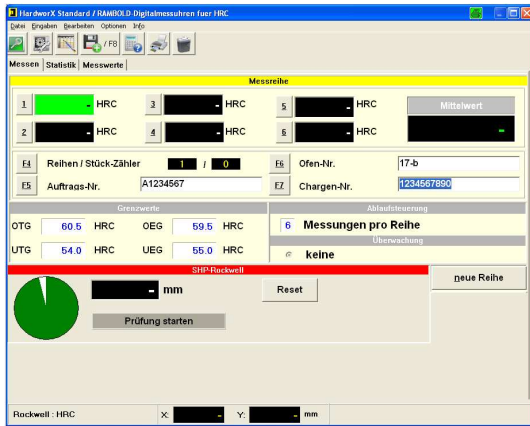 HardworX Standard / RAMBOLD-Digitalmessuhren fuer HRC
Datei Eingaben Bearbeiten Optionen Info
/ F8
Messen Statistik Messwerte
Messreihe
1 - HRC 3 - HRC 5 - HRC Mittelwert
2 - HRC 4 - HRC 6 - HRC -
F4 Reihen / Stück-Zähler 1 / 0 F6 Ofen-Nr. 17-b
F5 Auftrags-Nr. A1234567 F7 Chargen-Nr. 1234567890
Grenzwerte Ablaufsteuerung
OTG 60.5 HRC OEG 59.5 HRC 6 Messungen pro Reihe
Überwachung
UTG 54.0 HRC UEG 55.0 HRC keine
SHP-Rockwell
- mm Reset neue Reihe
Prüfung starten
Rockwell : HRC X: - Y: - mm